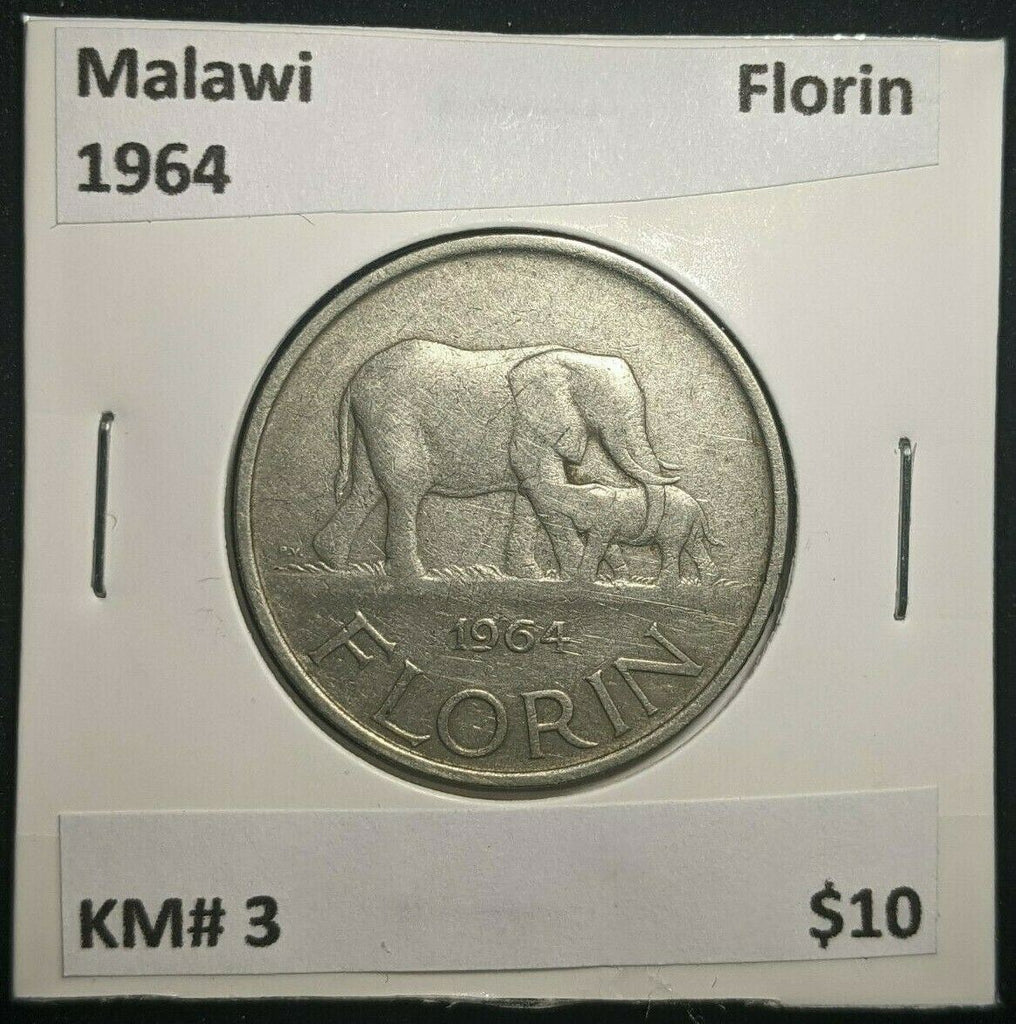 Malawi Florin
1964
P.V.
1964
FLORIN
KM# 3 $10